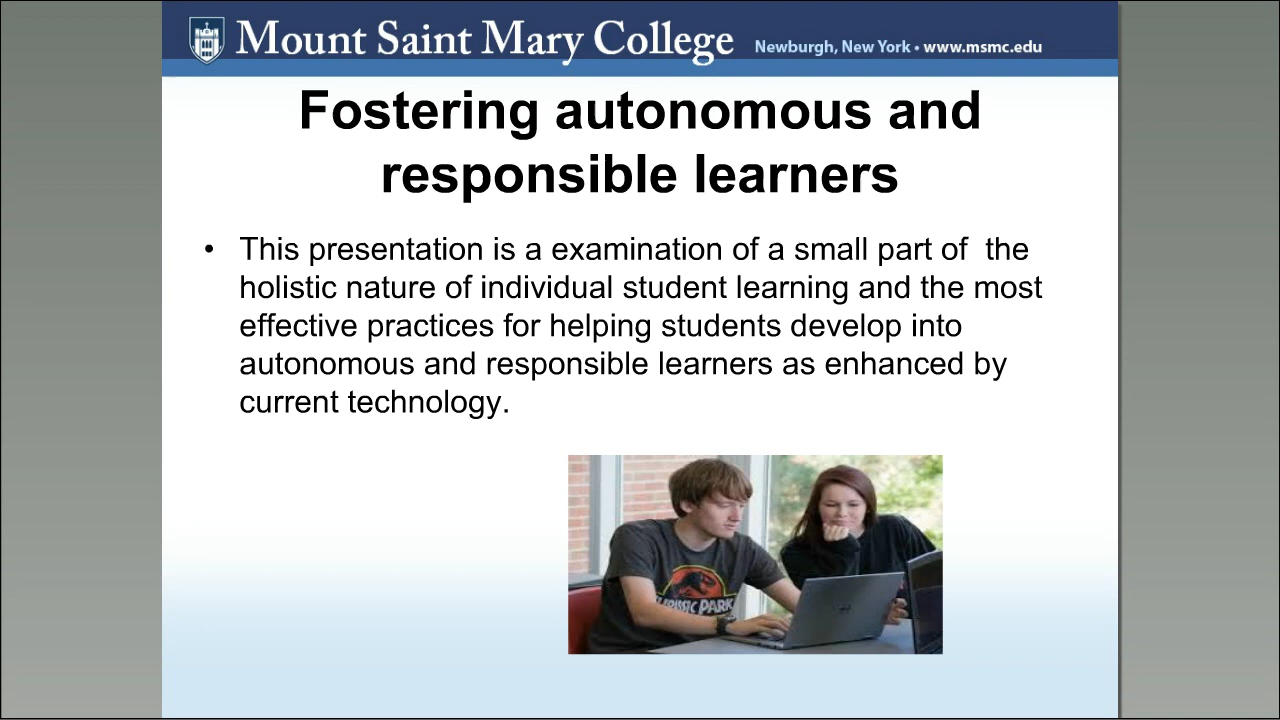 Mount Saint Mary College Newburgh, New York • www.msmc.edu
Fostering autonomous and
responsible learners
• This presentation is a examination of a small part of  the
holistic nature of individual student learning and the most
effective practices for helping students develop into
autonomous and responsible learners as enhanced by
current technology.
JURASSIC PARK